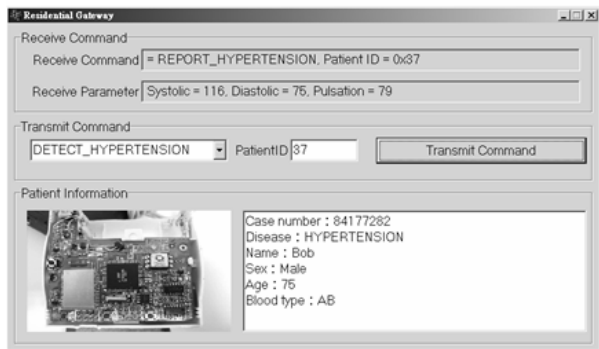 Residential Gateway
Receive Command
Receive Command = REPORT_HYPERTENSION, Patient ID = 0x37
Receive Parameter Systolic = 116, Diastolic = 75, Pulsation = 79
Transmit Command
DETECT_HYPERTENSION PatientID 37 Transmit Command
Patient Information
Case number : 84177282
Disease : HYPERTENSION
Name : Bob
Sex : Male
Age : 75
Blood type : AB